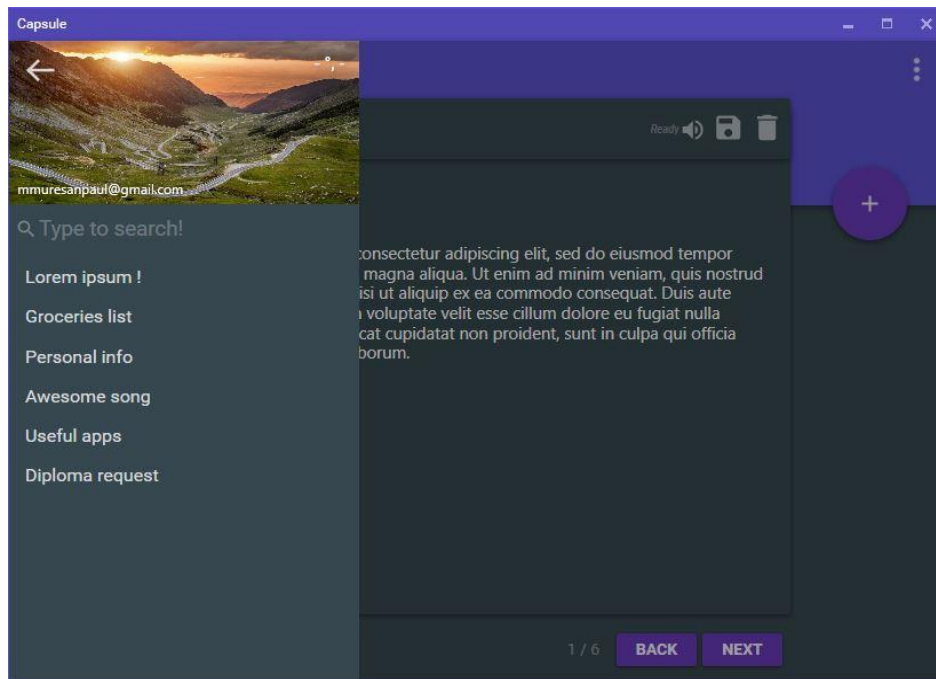 Capsule
mmuresanpaul@gmail.com
Type to search!
Lorem ipsum !
Groceries list
Personal info
Awesome song
Useful apps
Diploma request
Ready
consectetur adipiscing elit, sed do eiusmod tempor
magna aliqua. Ut enim ad minim veniam, quis nostrud
isi ut aliquip ex ea commodo consequat. Duis aute
voluptate velit esse cillum dolore eu fugiat nulla
cat cupidatat non proident, sunt in culpa qui officia
borum.
1 / 6
BACK
NEXT